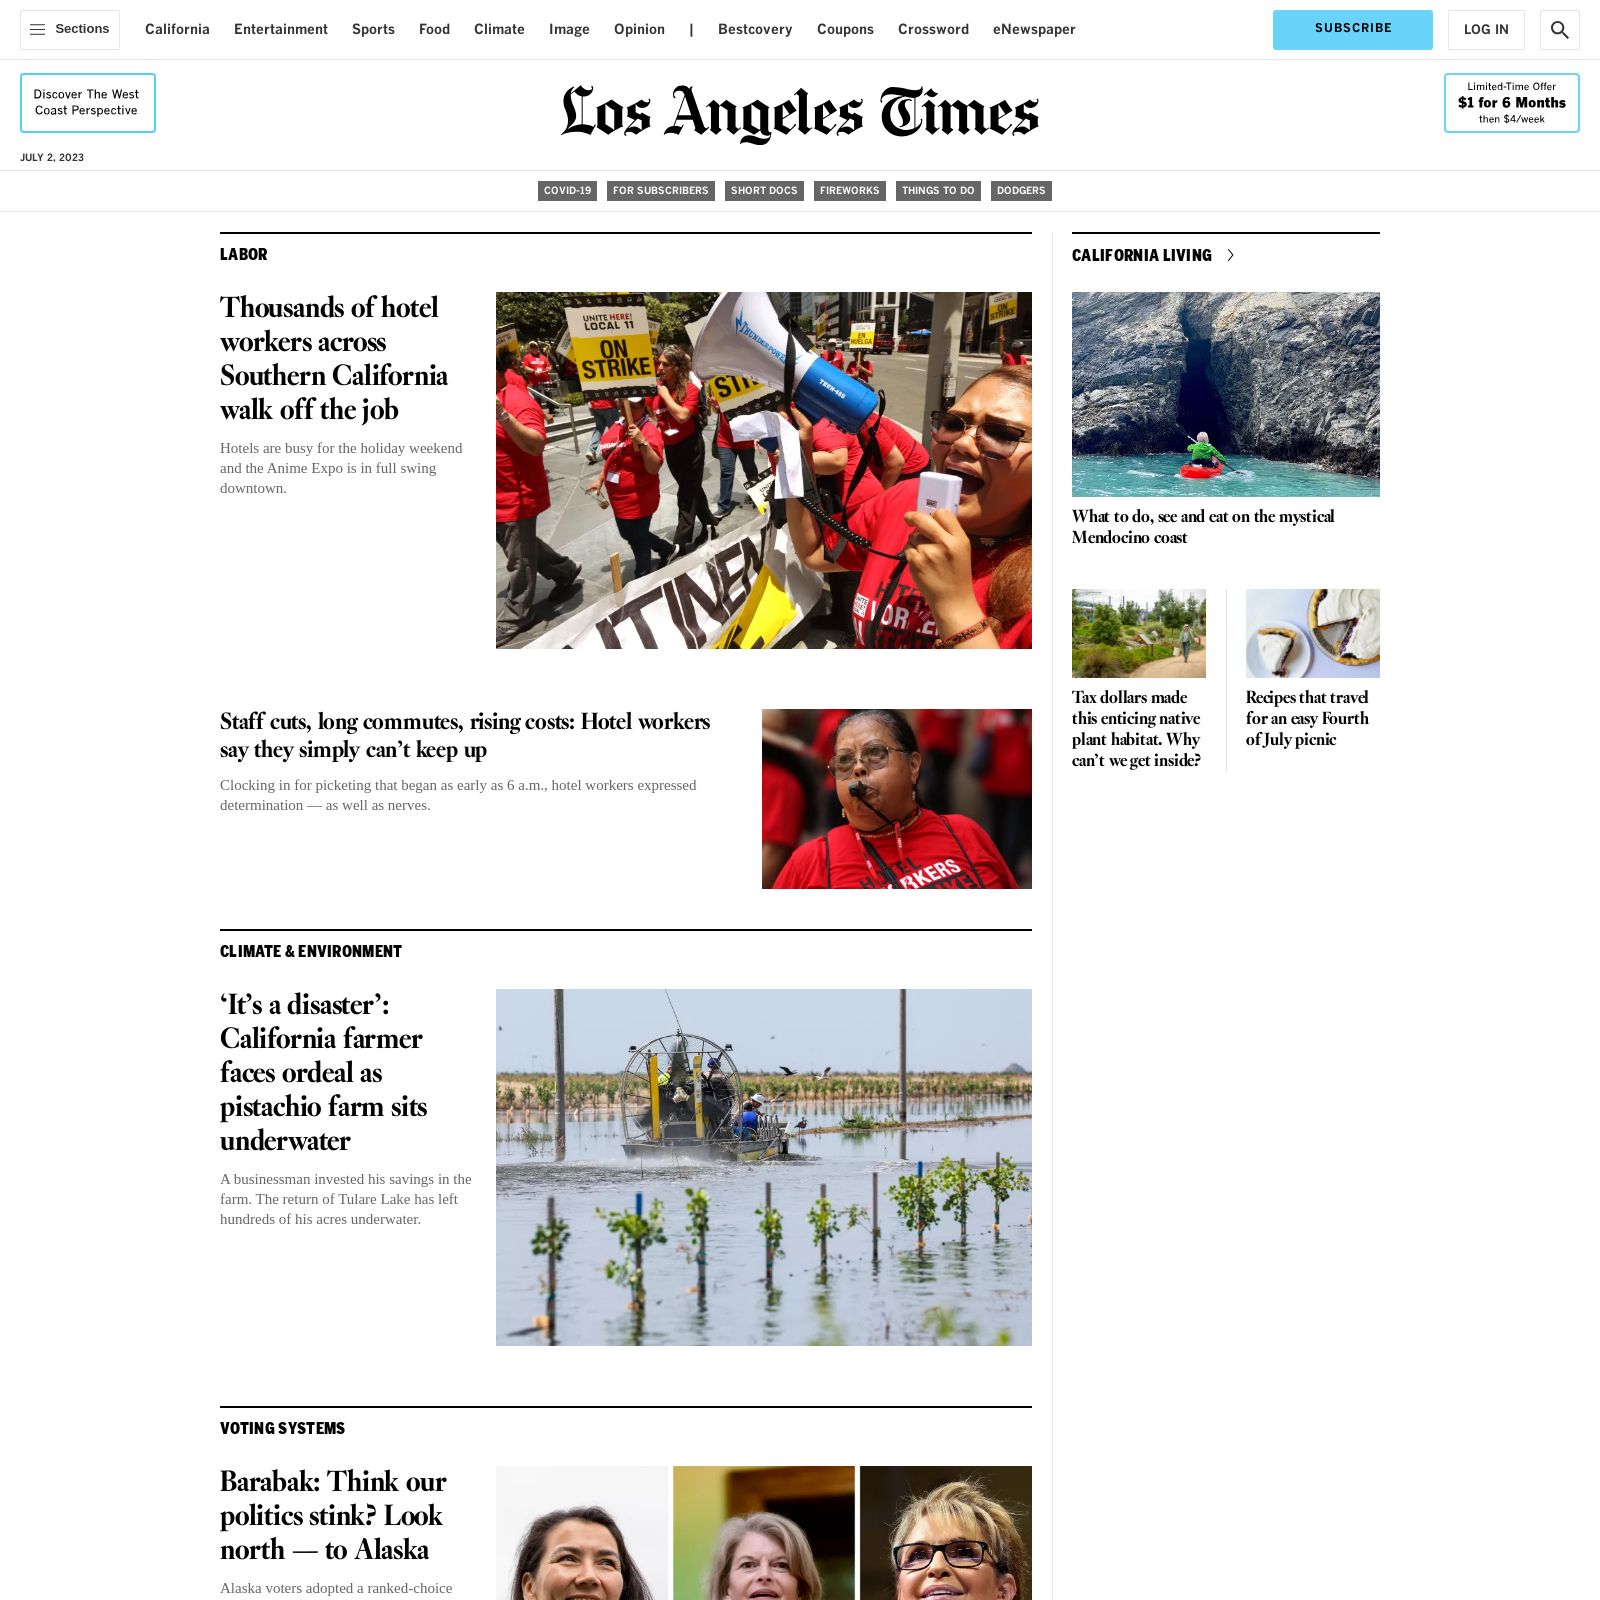 Sections
California
Entertainment
Sports
Food
Climate
Image
Opinion
|
Bestcovery
Coupons
Crossword
eNewspaper
SUBSCRIBE
LOG IN
Discover The West
Coast Perspective
Los Angeles Times
Limited-Time Offer
$1 for 6 Months
then $4/week
JULY 2, 2023
COVID-19
FOR SUBSCRIBERS
SHORT DOCS
FIREWORKS
THINGS TO DO
DODGERS
LABOR
Thousands of hotel
workers across
Southern California
walk off the job
Hotels are busy for the holiday weekend
and the Anime Expo is in full swing
downtown.
UNITE HERE!
LOCAL 11
ON
STRIKE
THUNDERPOWER
THUN-450
EN
HUELGA
ON
STRIKE
Staff cuts, long commutes, rising costs: Hotel workers
say they simply can’t keep up
Clocking in for picketing that began as early as 6 a.m., hotel workers expressed
determination — as well as nerves.
CLIMATE & ENVIRONMENT
‘It’s a disaster’:
California farmer
faces ordeal as
pistachio farm sits
underwater
A businessman invested his savings in the
farm. The return of Tulare Lake has left
hundreds of his acres underwater.
VOTING SYSTEMS
Barabak: Think our
politics stink? Look
north — to Alaska
Alaska voters adopted a ranked-choice
CALIFORNIA LIVING
What to do, see and eat on the mystical
Mendocino coast
Tax dollars made
this enticing native
plant habitat. Why
can’t we get inside?
Recipes that travel
for an easy Fourth
of July picnic